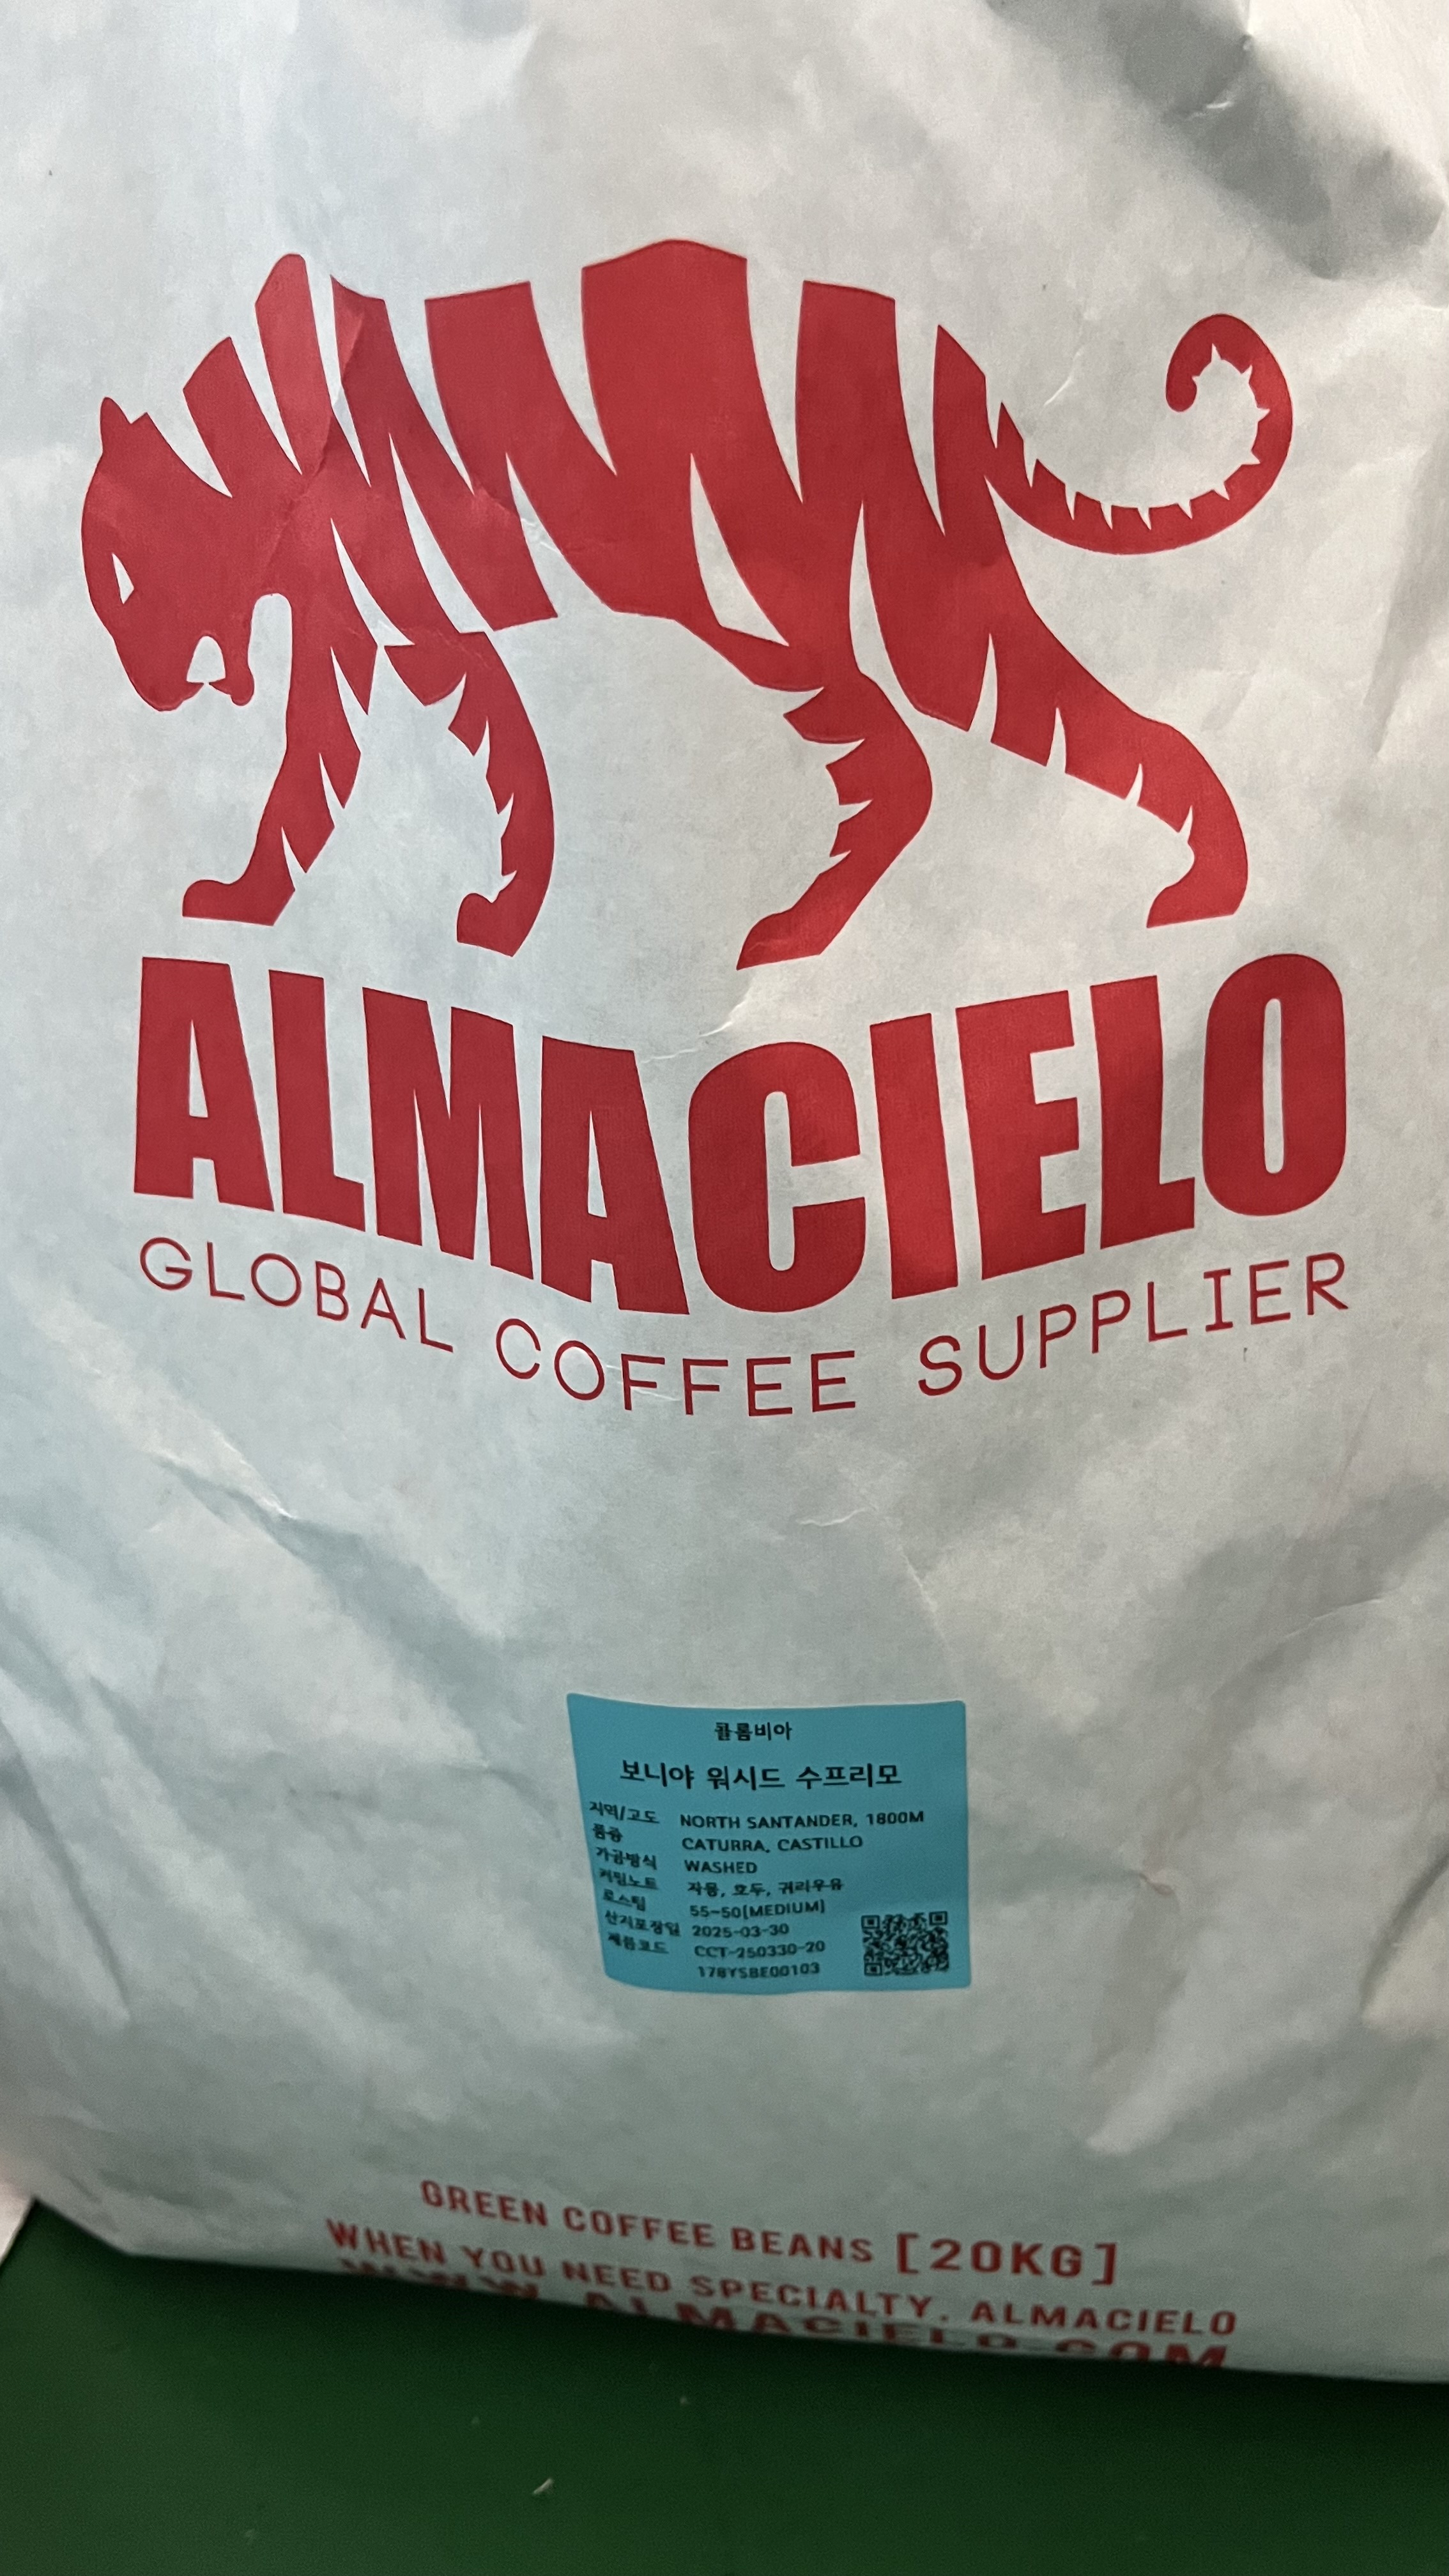 ALMACIELO
GLOBAL COFFEE SUPPLIER
콜롬비아
보니야 워시드 수프리모
지역/고도 NORTH SANTANDER, 1800M
품종 CATURRA, CASTILLO
가공방식 WASHED
커핑노트 자몽, 호두, 귀리우유
로스팅 55-50[MEDIUM]
산지포장일 2025-03-30
제품코드 CCT-250330-20
178YSBE00103
GREEN COFFEE BEANS [20KG]
WHEN YOU NEED SPECIALTY. ALMACIELO
WWW.ALMACIELO.COM